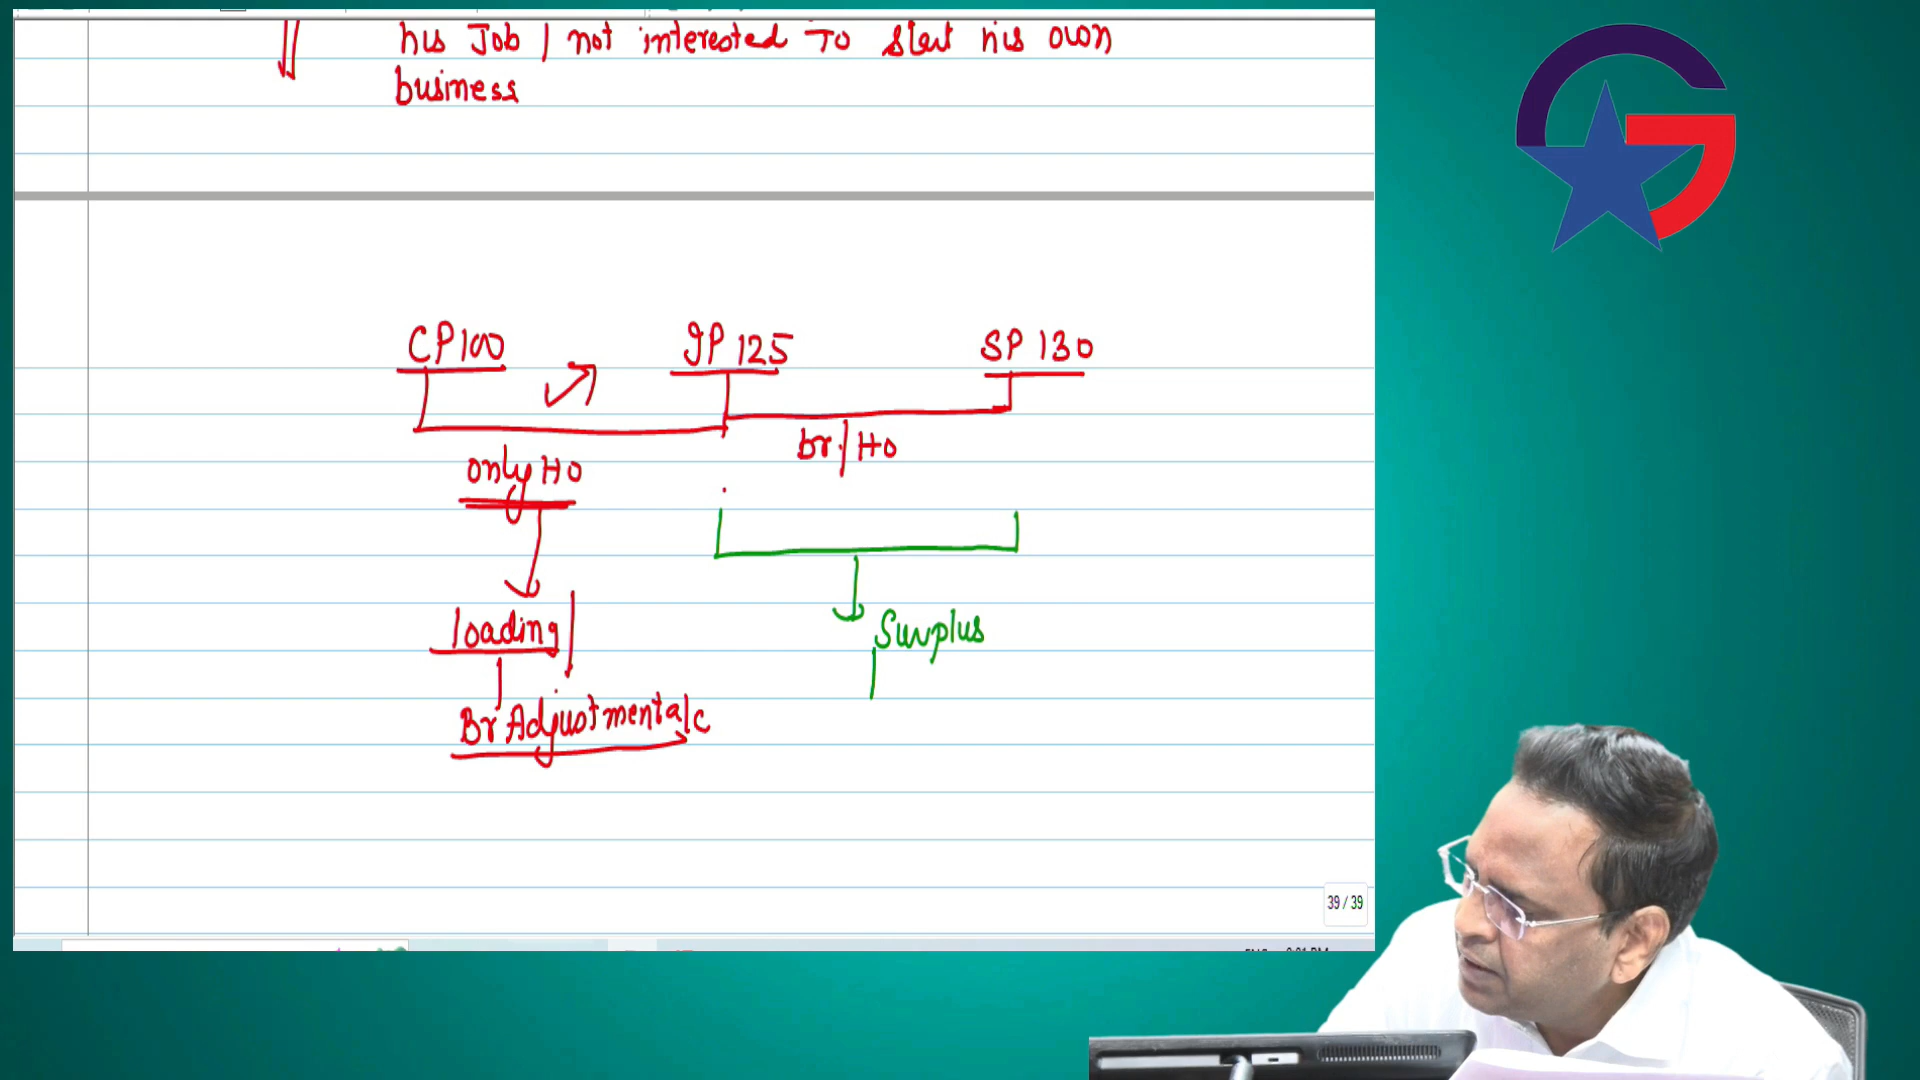 his Job / not interested To start his own
business
CP 100 IP 125 SP 130
only HO br./HO
loading Surplus
Br Adjustment a/c
39 / 39